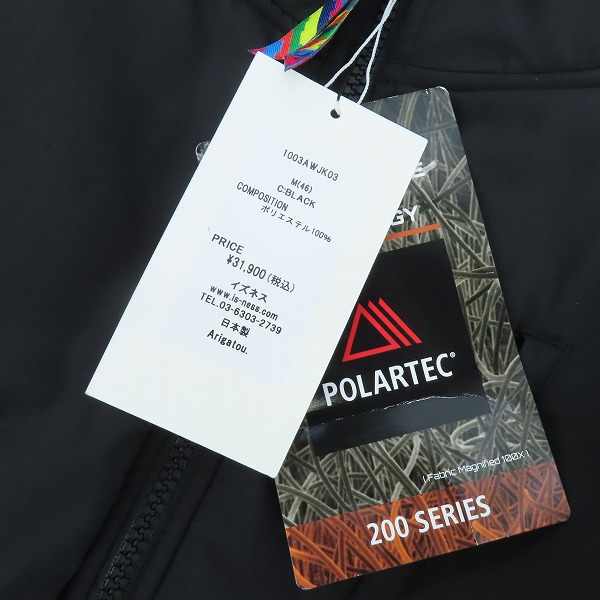 1003AWJK03
M(46)
C:BLACK
COMPOSITION
ポリエステル100%
PRICE
¥31,900(税込)
イズネス
www.is-ness.com
TEL.03-6303-2739
日本製
Arigatou.
GY
POLARTEC®
( Fabric Magnified 100X )
200 SERIES